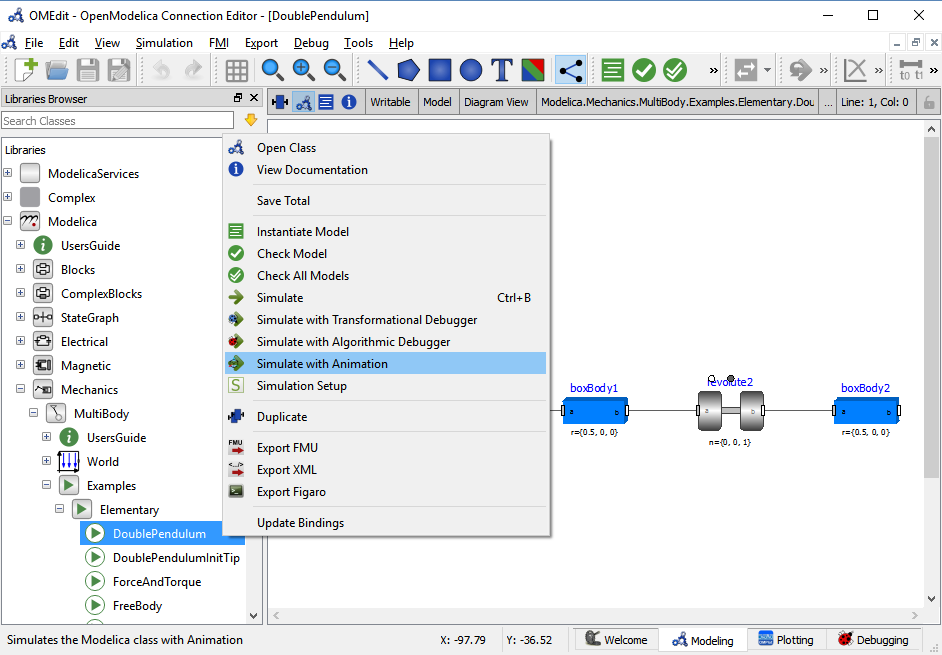 OMEdit - OpenModelica Connection Editor - [DoublePendulum]
File Edit View Simulation FMI Export Debug Tools Help
T » » » to t1 »
Libraries Browser
Writable Model Diagram View Modelica.Mechanics.MultiBody.Examples.Elementary.Dou ... Line: 1, Col: 0
Search Classes
Libraries
ModelicaServices
Complex
Modelica
UsersGuide
Blocks
ComplexBlocks
StateGraph
Electrical
Magnetic
Mechanics
MultiBody
UsersGuide
World
Examples
Elementary
DoublePendulum
DoublePendulumInitTip
ForceAndTorque
FreeBody
Open Class
View Documentation
Save Total
Instantiate Model
Check Model
Check All Models
Simulate Ctrl+B
Simulate with Transformational Debugger
Simulate with Algorithmic Debugger
Simulate with Animation
S Simulation Setup
Duplicate
FMU Export FMU
Export XML
Export Figaro
Update Bindings
boxBody1 revolute2 boxBody2
a b a b a b
r={0.5, 0, 0} n={0, 0, 1} r={0.5, 0, 0}
Simulates the Modelica class with Animation X: -97.79 Y: -36.52 Welcome Modeling Plotting Debugging